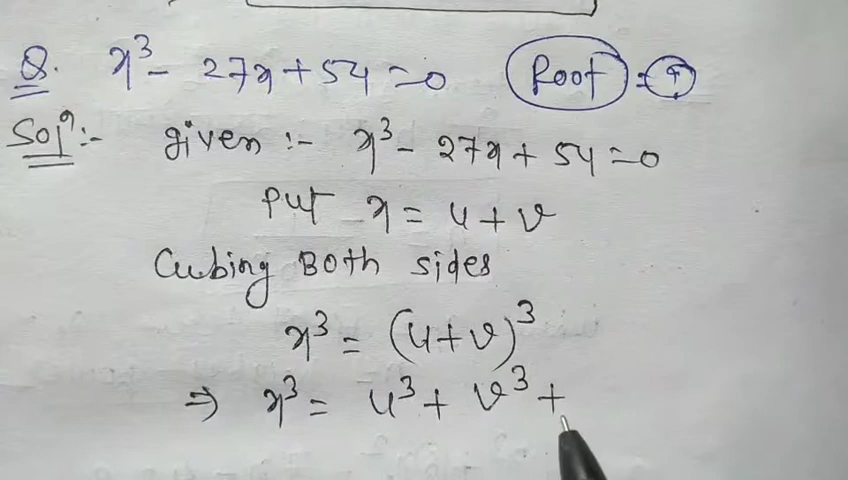 Q. x³ - 27x + 54 = 0 Root = (?)
Solⁿ :- given :- x³ - 27x + 54 = 0
Put x = u + v
Cubing Both sides
x³ = (u + v)³
⇒ x³ = u³ + v³ +